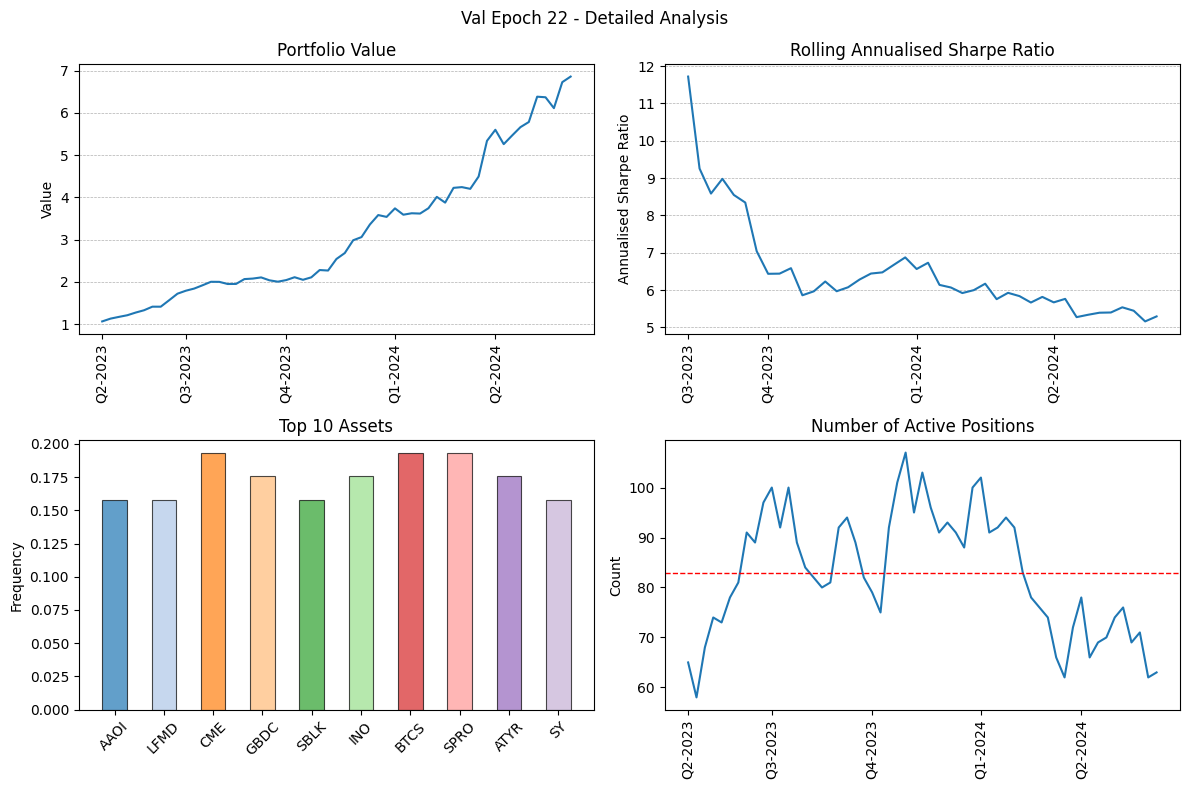 Val Epoch 22 - Detailed Analysis
Portfolio Value
Value
7
6
5
4
3
2
1
Q2-2023
Q3-2023
Q4-2023
Q1-2024
Q2-2024
Rolling Annualised Sharpe Ratio
Annualised Sharpe Ratio
12
11
10
9
8
7
6
5
Q3-2023
Q4-2023
Q1-2024
Q2-2024
Top 10 Assets
Frequency
0.200
0.175
0.150
0.125
0.100
0.075
0.050
0.025
0.000
AAOI
LFMD
CME
GBDC
SBLK
INO
BTCS
SPRO
ATYR
SY
Number of Active Positions
Count
100
90
80
70
60
Q2-2023
Q3-2023
Q4-2023
Q1-2024
Q2-2024